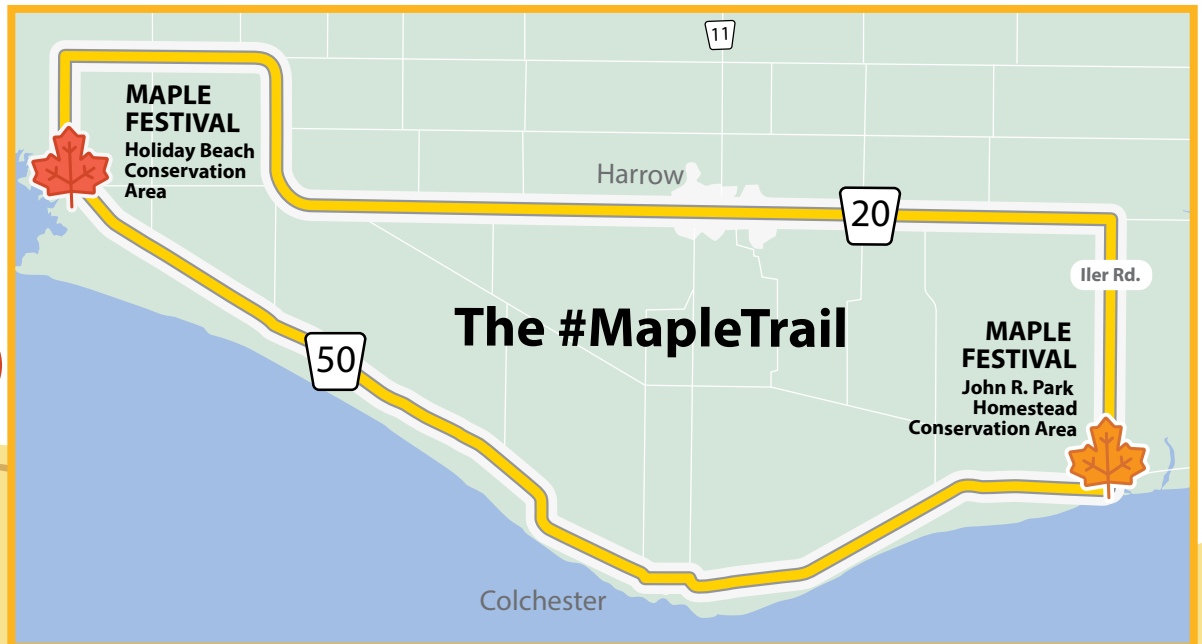 11
MAPLE
FESTIVAL
Holiday Beach
Conservation
Area
Harrow
20
Iler Rd.
The #MapleTrail
50
MAPLE
FESTIVAL
John R. Park
Homestead
Conservation Area
Colchester